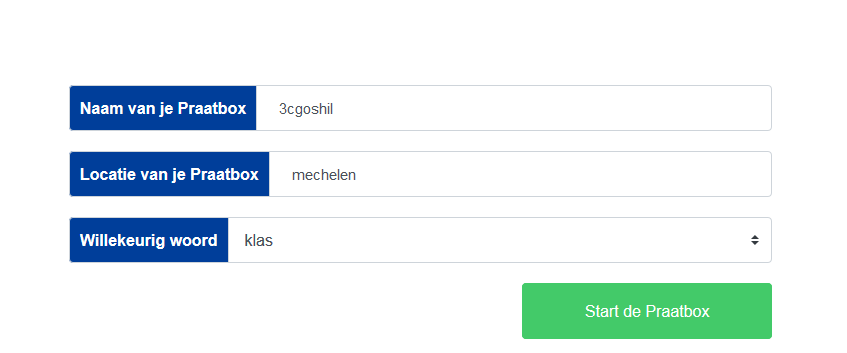 Naam van je Praatbox 3cgoshil
Locatie van je Praatbox mechelen
Willekeurig woord klas
Start de Praatbox